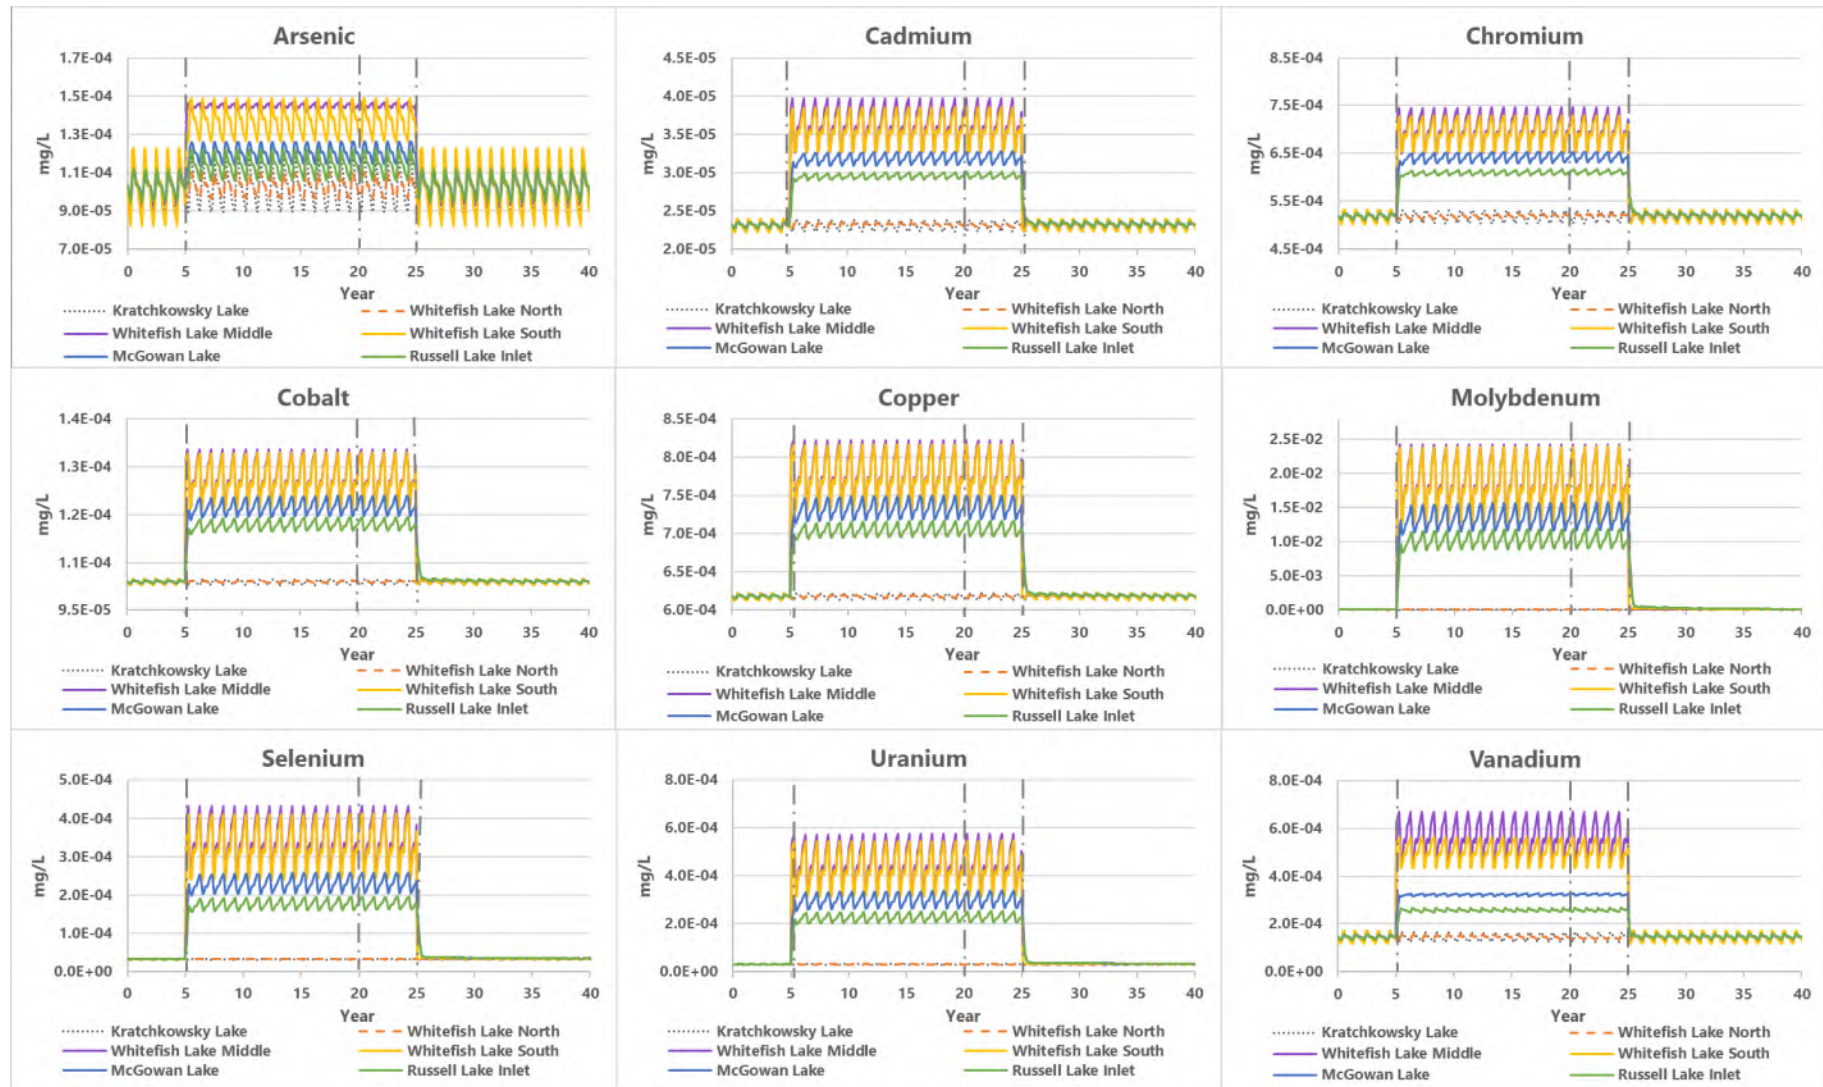 Arsenic
1.7E-04
1.5E-04
1.3E-04
1.1E-04
9.0E-05
7.0E-05
mg/L
0 5 10 15 20 25 30 35 40
Year
Kratchkowsky Lake Whitefish Lake North
Whitefish Lake Middle Whitefish Lake South
McGowan Lake Russell Lake Inlet
Cadmium
4.5E-05
4.0E-05
3.5E-05
3.0E-05
2.5E-05
2.0E-05
mg/L
0 5 10 15 20 25 30 35 40
Year
Kratchkowsky Lake Whitefish Lake North
Whitefish Lake Middle Whitefish Lake South
McGowan Lake Russell Lake Inlet
Chromium
8.5E-04
7.5E-04
6.5E-04
5.5E-04
4.5E-04
mg/L
0 5 10 15 20 25 30 35 40
Year
Kratchkowsky Lake Whitefish Lake North
Whitefish Lake Middle Whitefish Lake South
McGowan Lake Russell Lake Inlet
Cobalt
1.4E-04
1.3E-04
1.2E-04
1.1E-04
9.5E-05
mg/L
0 5 10 15 20 25 30 35 40
Year
Kratchkowsky Lake Whitefish Lake North
Whitefish Lake Middle Whitefish Lake South
McGowan Lake Russell Lake Inlet
Copper
8.5E-04
8.0E-04
7.5E-04
7.0E-04
6.5E-04
6.0E-04
mg/L
0 5 10 15 20 25 30 35 40
Year
Kratchkowsky Lake Whitefish Lake North
Whitefish Lake Middle Whitefish Lake South
McGowan Lake Russell Lake Inlet
Molybdenum
2.5E-02
2.0E-02
1.5E-02
1.0E-02
5.0E-03
0.0E+00
mg/L
0 5 10 15 20 25 30 35 40
Year
Kratchkowsky Lake Whitefish Lake North
Whitefish Lake Middle Whitefish Lake South
McGowan Lake Russell Lake Inlet
Selenium
5.0E-04
4.0E-04
3.0E-04
2.0E-04
1.0E-04
0.0E+00
mg/L
0 5 10 15 20 25 30 35 40
Year
Kratchkowsky Lake Whitefish Lake North
Whitefish Lake Middle Whitefish Lake South
McGowan Lake Russell Lake Inlet
Uranium
8.0E-04
6.0E-04
4.0E-04
2.0E-04
0.0E+00
mg/L
0 5 10 15 20 25 30 35 40
Year
Kratchkowsky Lake Whitefish Lake North
Whitefish Lake Middle Whitefish Lake South
McGowan Lake Russell Lake Inlet
Vanadium
8.0E-04
6.0E-04
4.0E-04
2.0E-04
0.0E+00
mg/L
0 5 10 15 20 25 30 35 40
Year
Kratchkowsky Lake Whitefish Lake North
Whitefish Lake Middle Whitefish Lake South
McGowan Lake Russell Lake Inlet